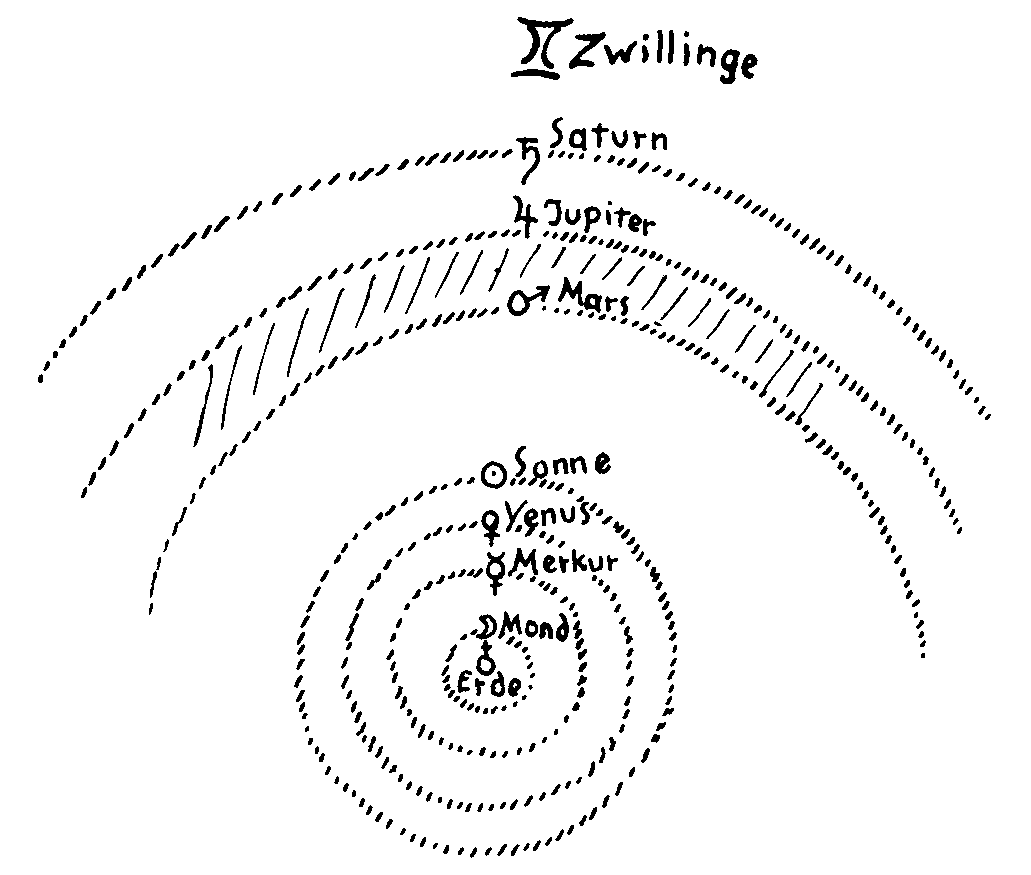 ♊ Zwillinge
♄ Saturn
♃ Jupiter
♂ Mars
☉ Sonne
♀ Venus
☿ Merkur
☽ Mond
♁
Erde